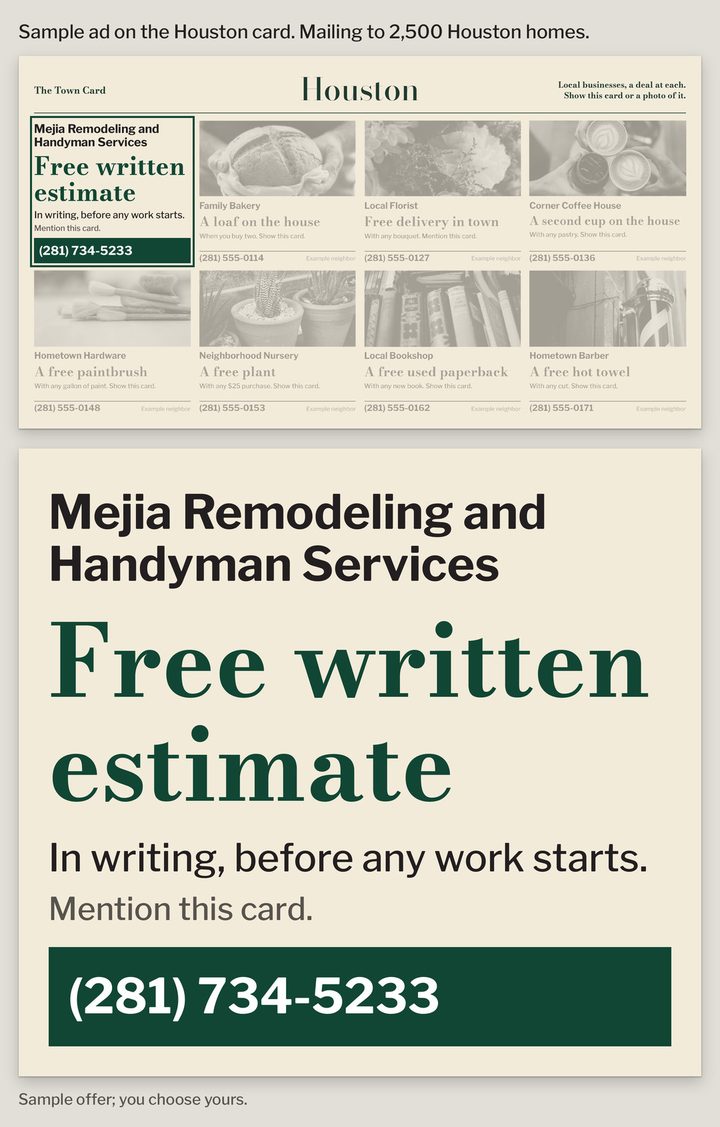 Sample ad on the Houston card. Mailing to 2,500 Houston homes.
The Town Card
Houston
Local businesses, a deal at each.
Show this card or a photo of it.
Mejia Remodeling and
Handyman Services
Free written
estimate
In writing, before any work starts.
Mention this card.
(281) 734-5233
Family Bakery
A loaf on the house
When you buy two. Show this card.
(281) 555-0114
Example neighbor
Local Florist
Free delivery in town
With any bouquet. Mention this card.
(281) 555-0127
Example neighbor
Corner Coffee House
A second cup on the house
With any pastry. Show this card.
(281) 555-0136
Example neighbor
Hometown Hardware
A free paintbrush
With any gallon of paint. Show this card.
(281) 555-0148
Example neighbor
Neighborhood Nursery
A free plant
With any $25 purchase. Show this card.
(281) 555-0153
Example neighbor
Local Bookshop
A free used paperback
With any new book. Show this card.
(281) 555-0162
Example neighbor
Hometown Barber
A free hot towel
With any cut. Show this card.
(281) 555-0171
Example neighbor
Mejia Remodeling and
Handyman Services
Free written
estimate
In writing, before any work starts.
Mention this card.
(281) 734-5233
Sample offer; you choose yours.